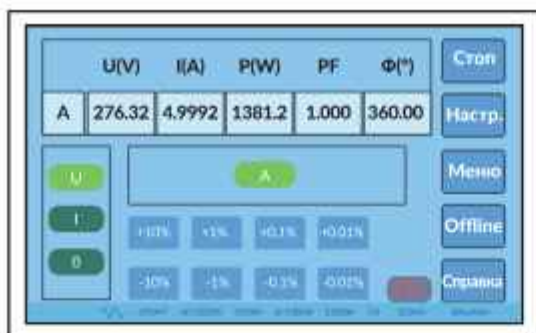 U(V) I(A) P(W) PF Φ(°)
A 276.32 4.9992 1381.2 1.000 360.00
Стоп
Настр.
Меню
Offline
Справка
U
I
θ
A
+10% +1% +0.1% +0.01%
-10% -1% -0.1% -0.01%